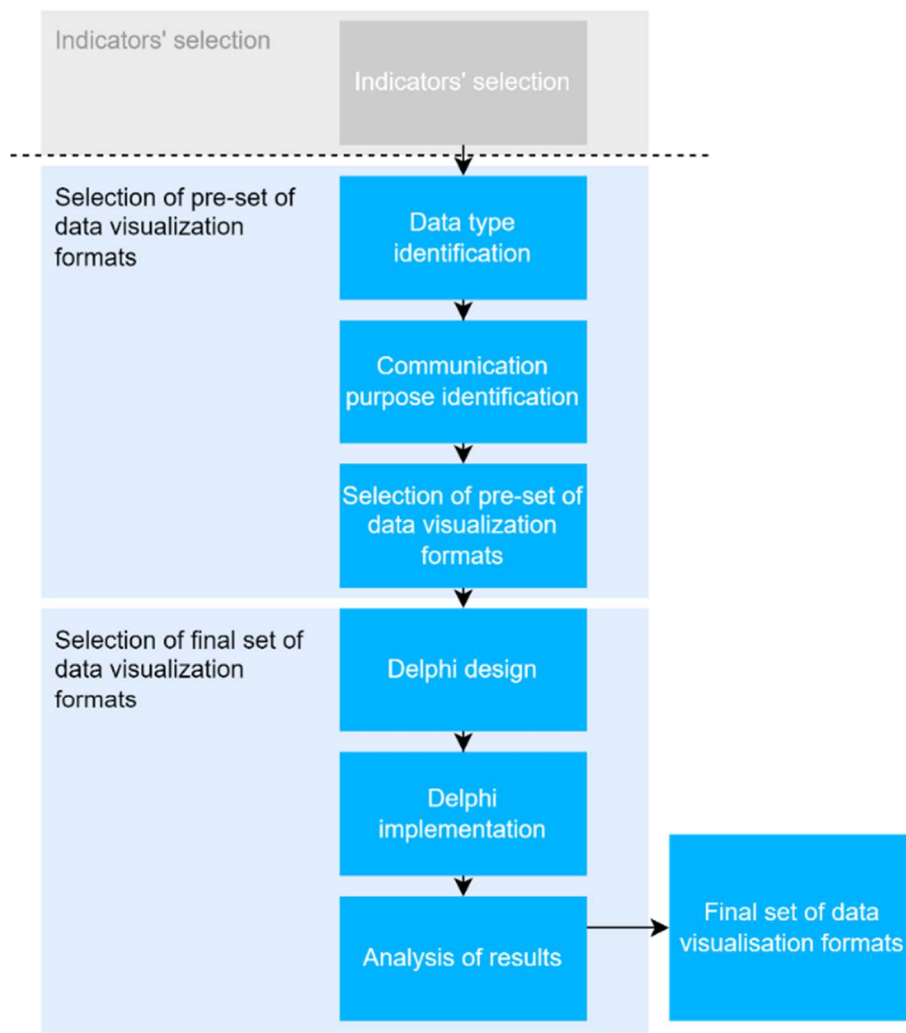 Indicators' selection
Indicators' selection
Selection of pre-set of
data visualization
formats
Data type
identification
Communication
purpose identification
Selection of pre-set of
data visualization
formats
Selection of final set of
data visualization
formats
Delphi design
Delphi
implementation
Analysis of results
Final set of data
visualisation formats